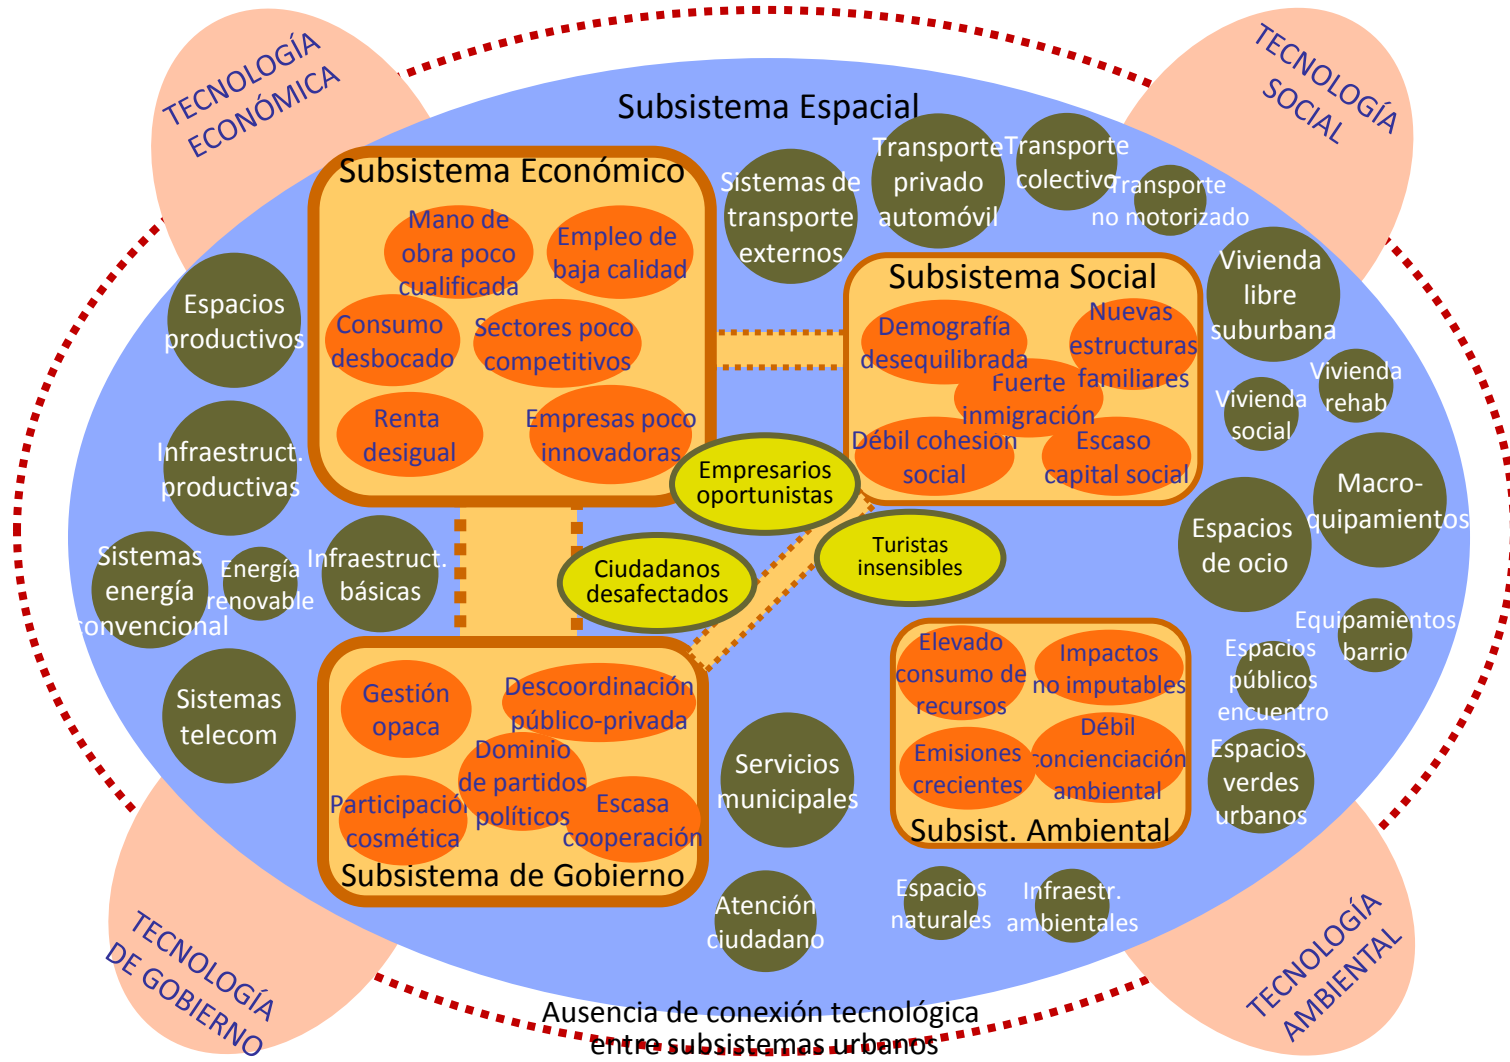 TECNOLOGÍA
ECONÓMICA
TECNOLOGÍA
SOCIAL
Subsistema Espacial
Subsistema Económico
Mano de
obra poco
cualificada
Empleo de
baja calidad
Consumo
desbocado
Sectores poco
competitivos
Renta
desigual
Empresas poco
innovadoras
Sistemas de
transporte
externos
Transporte
privado
automóvil
Transporte
colectivo
Transporte
no motorizado
Subsistema Social
Demografía
desequilibrada
Nuevas
estructuras
familiares
Fuerte
inmigración
Débil cohesion
social
Escaso
capital social
Vivienda
libre
suburbana
Vivienda
rehab
Vivienda
social
Macro-
quipamientos
Espacios
de ocio
Equipamientos
barrio
Espacios
públicos
encuentro
Espacios
verdes
urbanos
Espacios
productivos
Infraestruct.
productivas
Sistemas
energía
convencional
Energía
renovable
Infraestruct.
básicas
Sistemas
telecom
Empresarios
oportunistas
Ciudadanos
desafectados
Turistas
insensibles
Gestión
opaca
Descoordinación
público-privada
Dominio
de partidos
políticos
Participación
cosmética
Escasa
cooperación
Subsistema de Gobierno
Elevado
consumo de
recursos
Impactos
no imputables
Emisiones
crecientes
Débil
concienciación
ambiental
Subsist. Ambiental
Servicios
municipales
Atención
ciudadano
Espacios
naturales
Infraestr.
ambientales
TECNOLOGÍA
DE GOBIERNO
TECNOLOGÍA
AMBIENTAL
Ausencia de conexión tecnológica
entre subsistemas urbanos